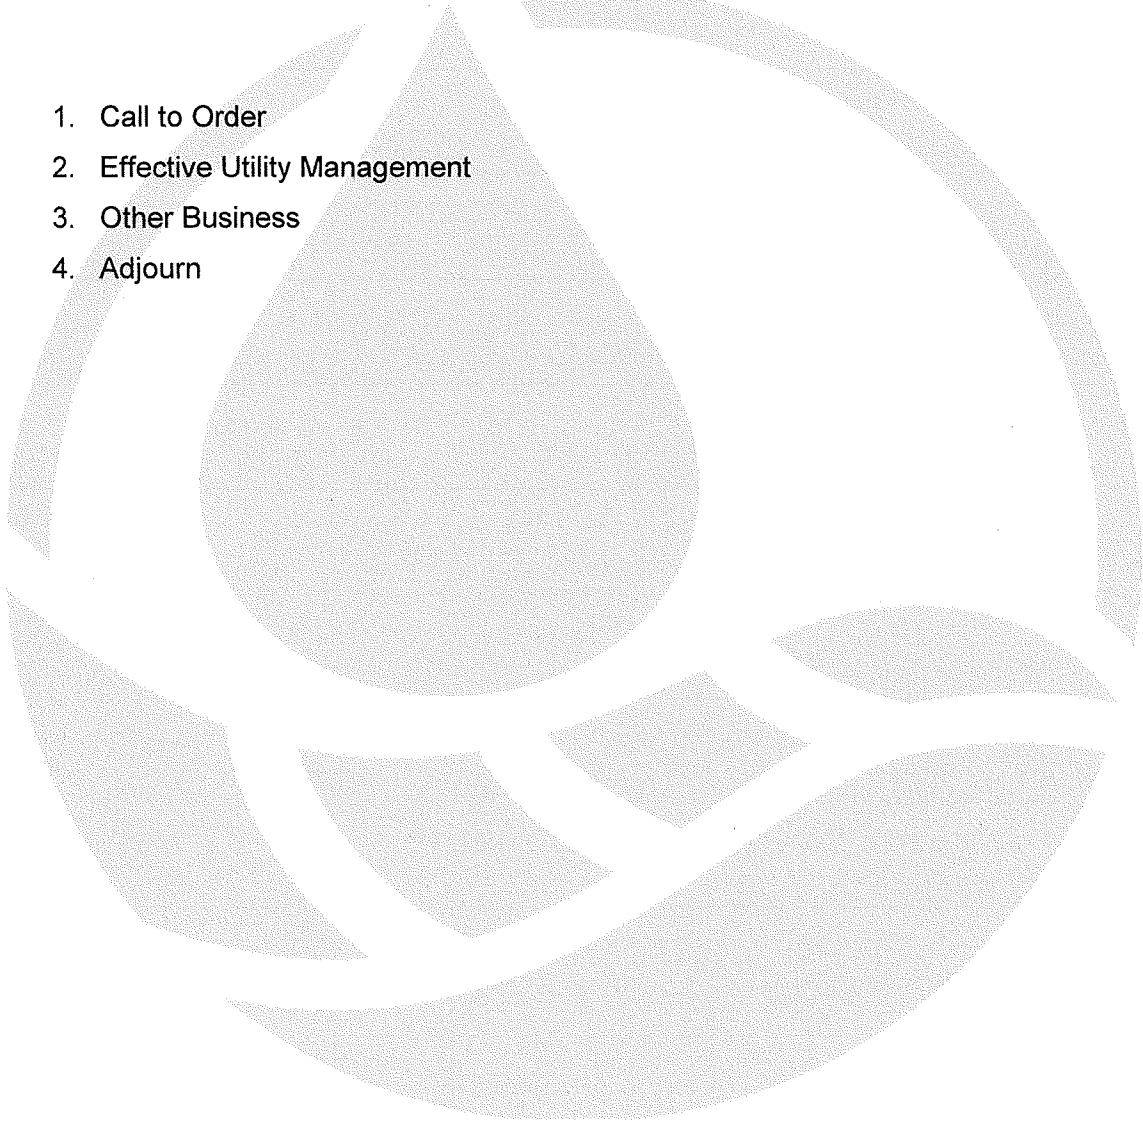 1. Call to Order
2. Effective Utility Management
3. Other Business
4. Adjourn